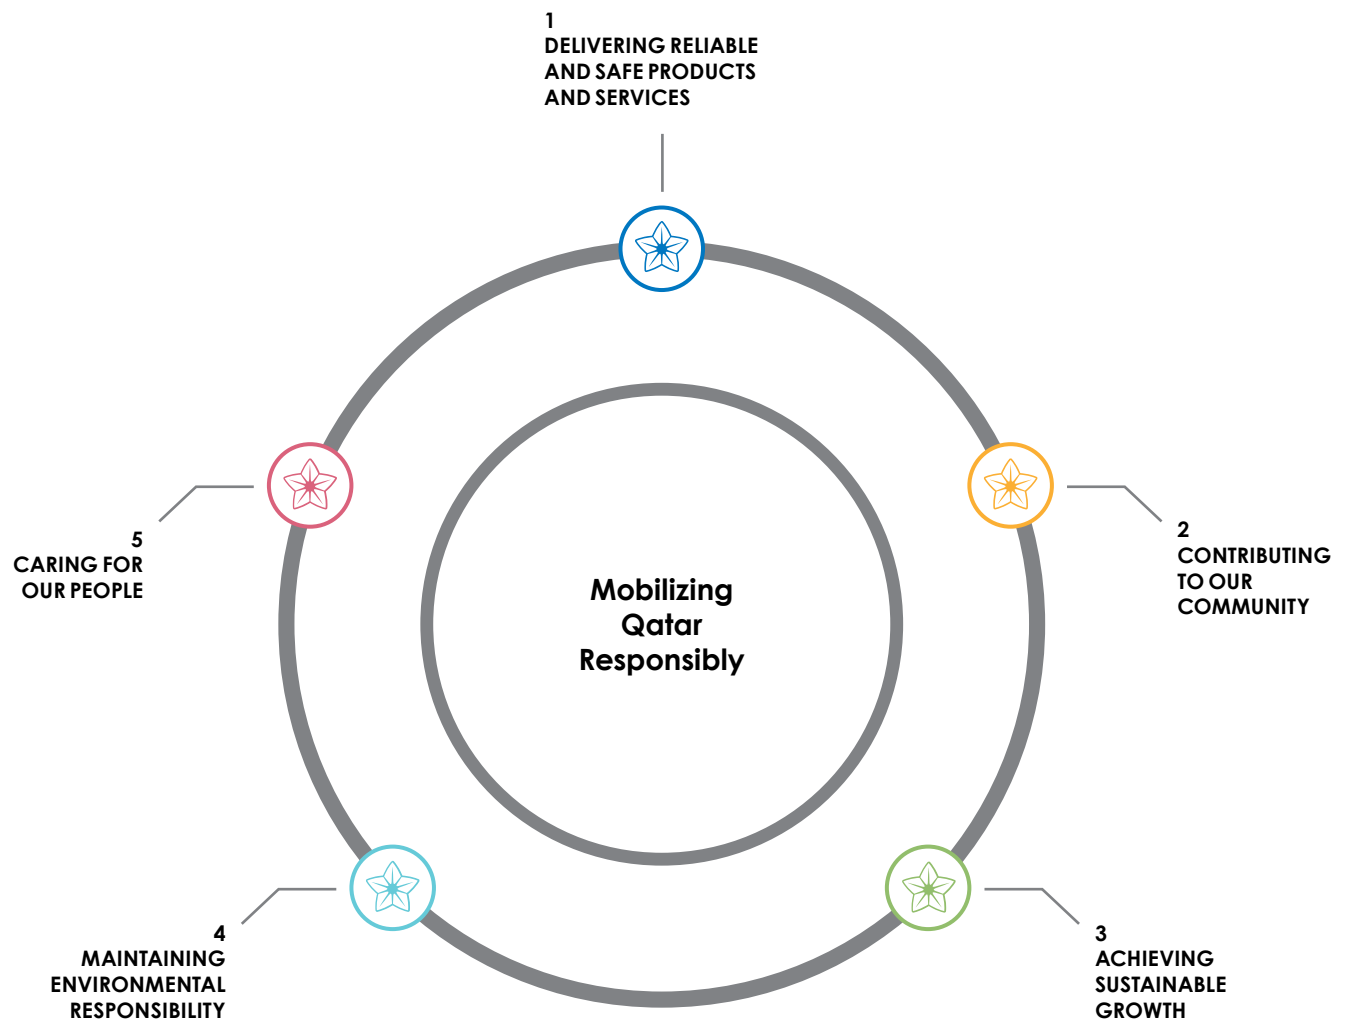 1
DELIVERING RELIABLE
AND SAFE PRODUCTS
AND SERVICES
2
CONTRIBUTING
TO OUR
COMMUNITY
3
ACHIEVING
SUSTAINABLE
GROWTH
4
MAINTAINING
ENVIRONMENTAL
RESPONSIBILITY
5
CARING FOR
OUR PEOPLE
Mobilizing
Qatar
Responsibly